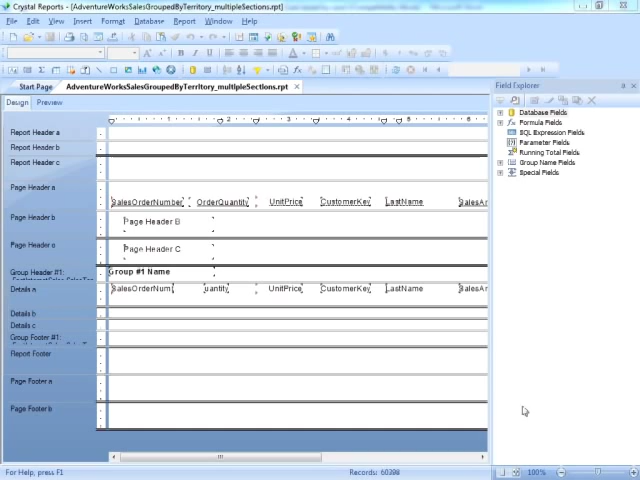 Crystal Reports - [AdventureWorksSalesGroupedByTerritory_multipleSections.rpt]
File Edit View Insert Format Database Report Window Help
Start Page AdventureWorksSalesGroupedByTerritory_multipleSections.rpt ×
Field Explorer
Design Preview
Report Header a
Report Header b
Report Header c
Page Header a
SalesOrderNumber OrderQuantity UnitPrice CustomerKey LastName SalesAr
Page Header b
Page Header B
Page Header c
Page Header C
Group Header #1:
Group #1 Name
Details a
SalesOrderNum uantity UnitPrice CustomerKey LastName SalesAr
Details b
Details c
Group Footer #1:
Report Footer
Page Footer a
Page Footer b
Database Fields
Formula Fields
SQL Expression Fields
Parameter Fields
Running Total Fields
Group Name Fields
Special Fields
For Help, press F1
Records: 60398
100%